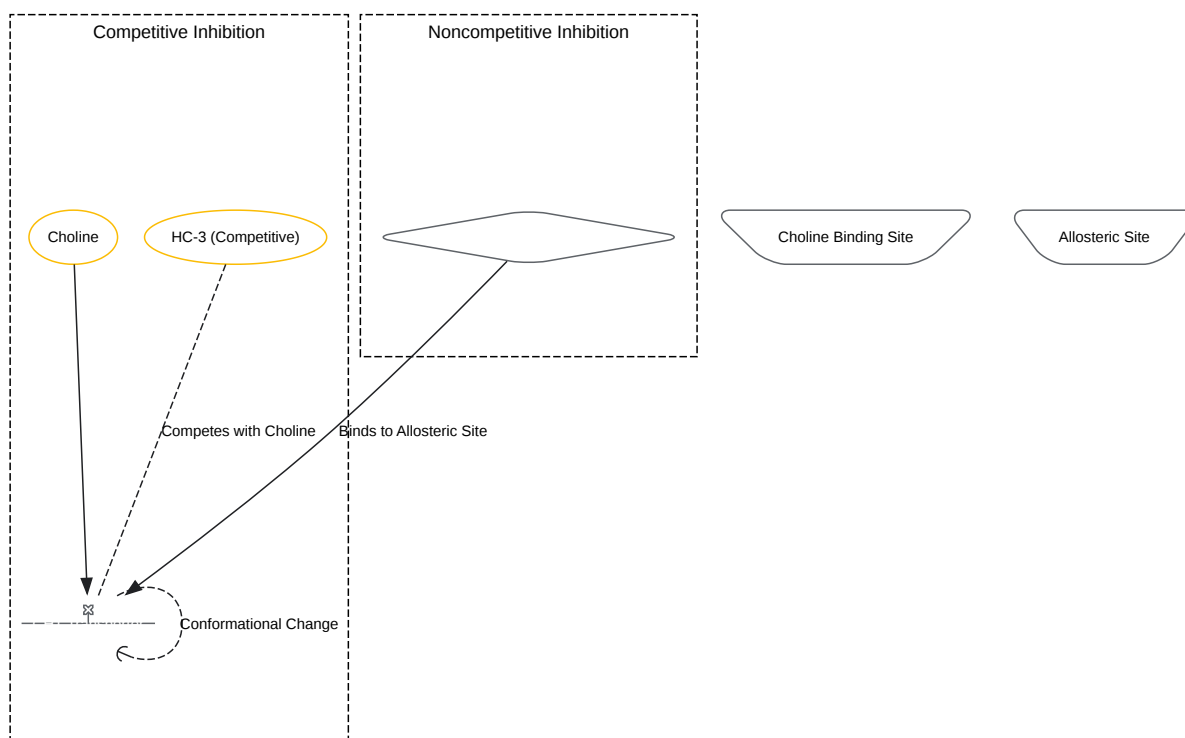 Competitive Inhibition
Noncompetitive Inhibition
Choline
HC-3 (Competitive)
Choline Binding Site
Allosteric Site
Competes with Choline
Binds to Allosteric Site
Conformational Change